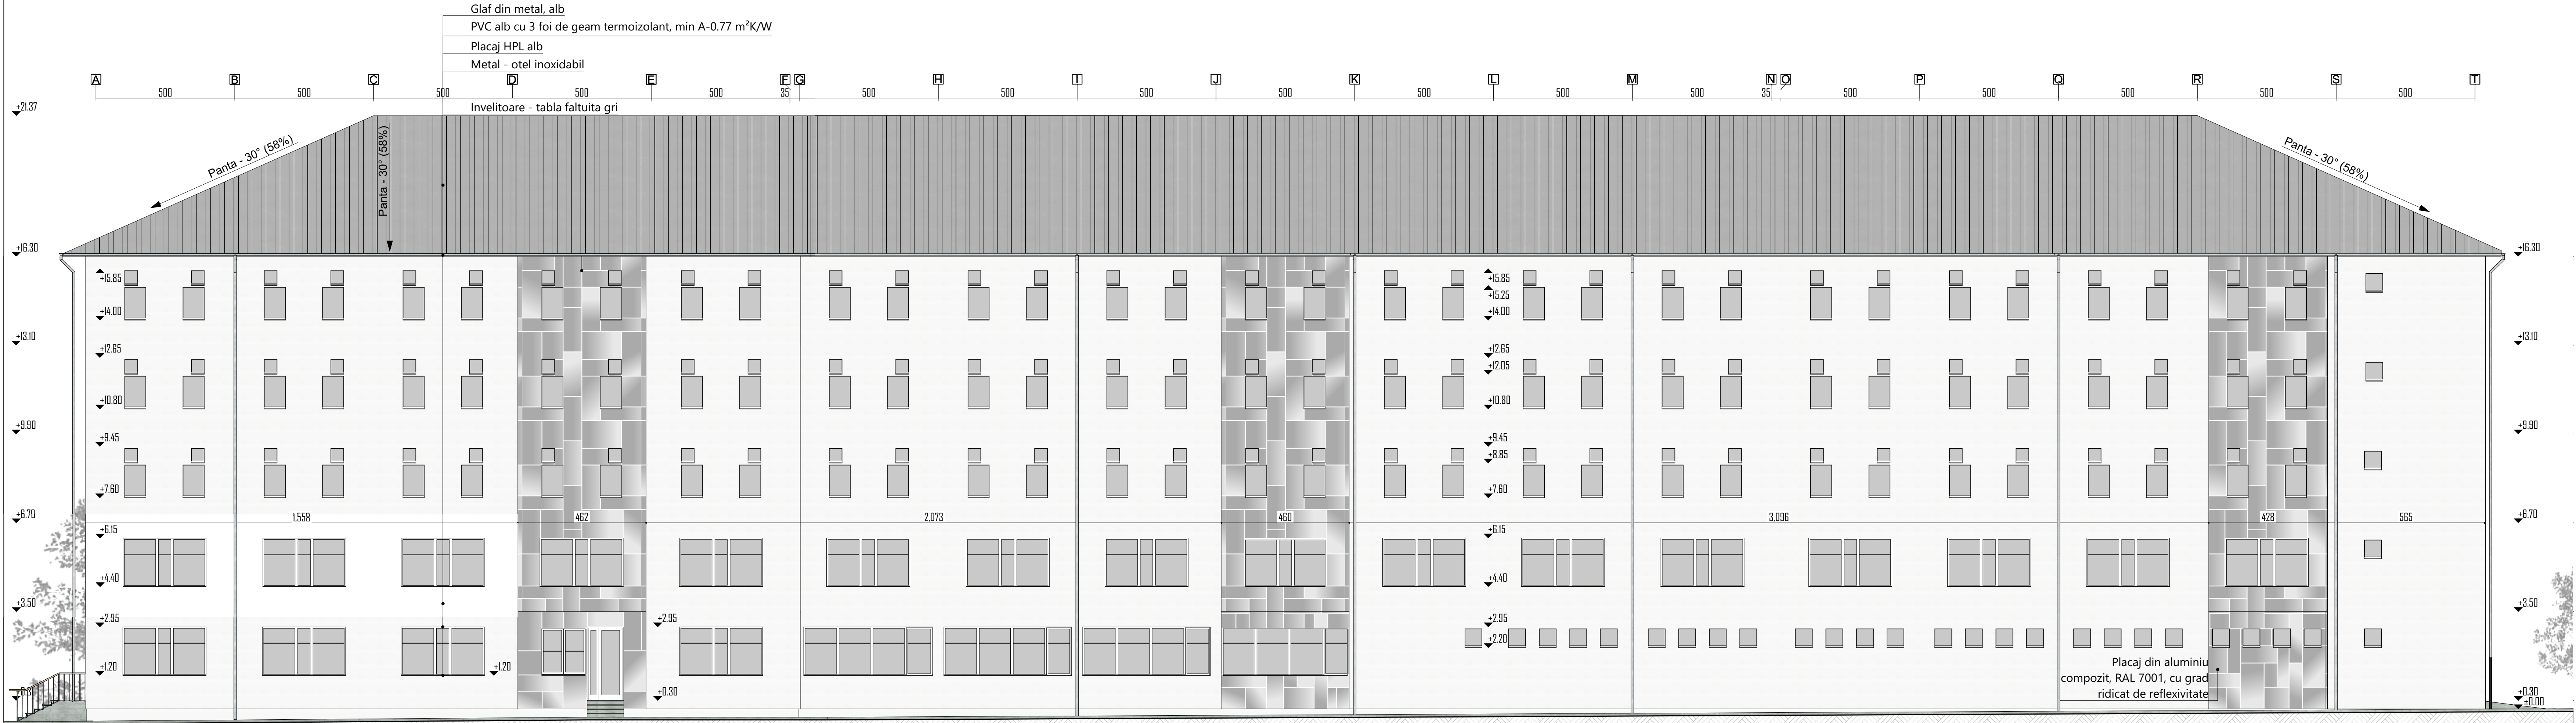 Glaf din metal, alb
PVC alb cu 3 foi de geam termoizolant, min A-0.77 m²K/W
Placaj HPL alb
Metal - otel inoxidabil
A B C D E F G H I J K L M N O P Q R S T
500 500 500 500 500 35 500 500 500 500 500 500 500 35 500 500 500 500 500
Invelitoare - tabla faltuita gri
+21.37
Panta - 30° (58%)
Panta - 30° (58%)
Panta - 30° (58%)
+16.30 +16.30
+15.85 +15.85
+15.25
+14.00 +14.00
+13.10 +13.10
+12.65 +12.65
+12.05
+10.80 +10.80
+9.90 +9.90
+9.45 +9.45
+8.85
+7.60 +7.60
+6.70 1,558 462 2,073 460 3,096 428 565 +6.70
+6.15 +6.15
+4.40 +4.40
+3.50 +3.50
+2.95 +2.95 +2.95
+2.20
+1.20 +1.20
Placaj din aluminiu
compozit, RAL 7001, cu grad
ridicat de reflexivitate
+0.30 +0.30
±0.00